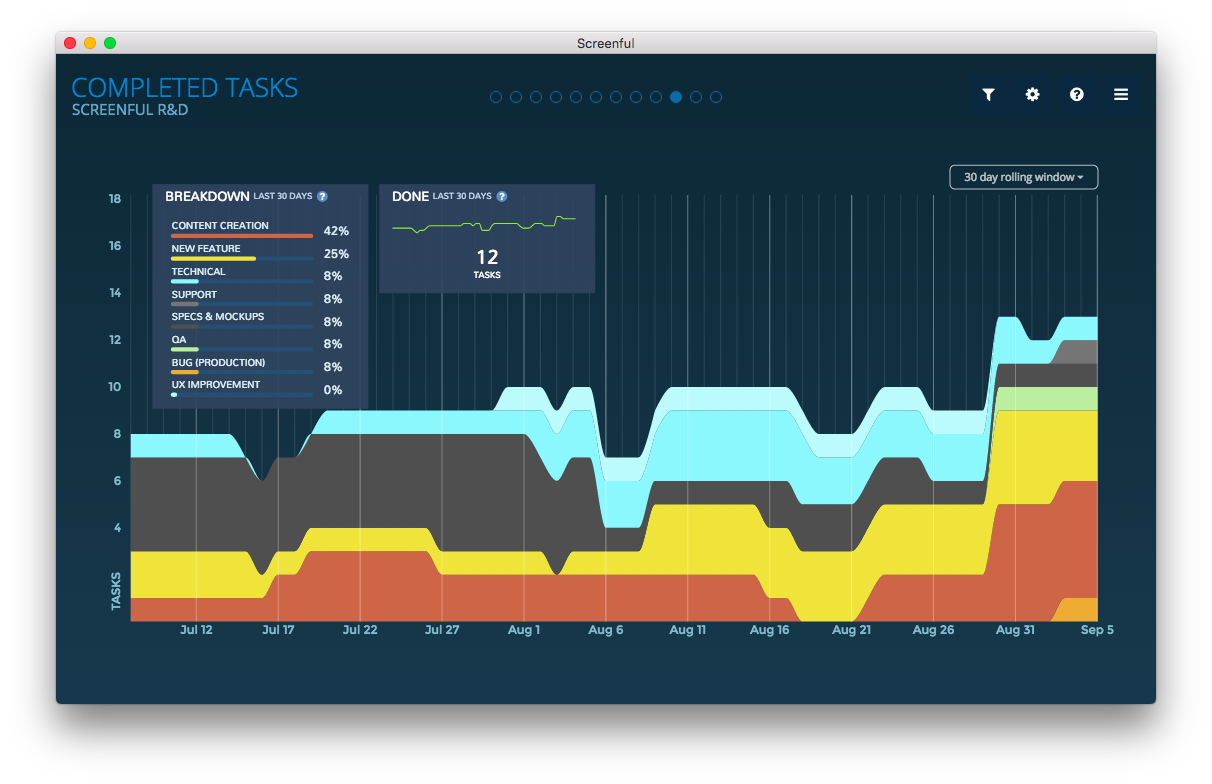 Screenful
COMPLETED TASKS
SCREENFUL R&D
30 day rolling window
BREAKDOWN LAST 30 DAYS ?
CONTENT CREATION 42%
NEW FEATURE 25%
TECHNICAL 8%
SUPPORT 8%
SPECS & MOCKUPS 8%
QA 8%
BUG (PRODUCTION) 8%
UX IMPROVEMENT 0%
DONE LAST 30 DAYS ?
12
TASKS
18
16
14
12
10
8
6
4
TASKS
Jul 12 Jul 17 Jul 22 Jul 27 Aug 1 Aug 6 Aug 11 Aug 16 Aug 21 Aug 26 Aug 31 Sep 5